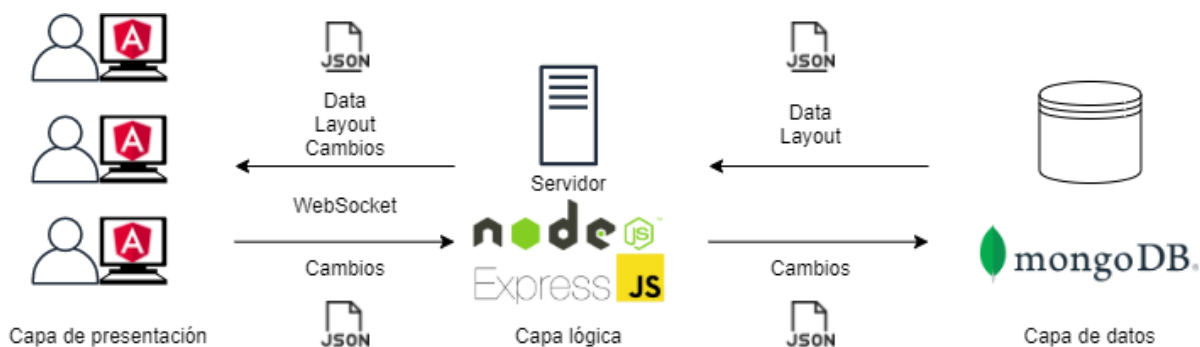 A
JSON
JSON
Data
Layout
Cambios
Data
Layout
A
Servidor
WebSocket
node
JS
™
A
Cambios
Express
JS
Cambios
mongoDB®
Capa de presentación
JSON
Capa lógica
JSON
Capa de datos